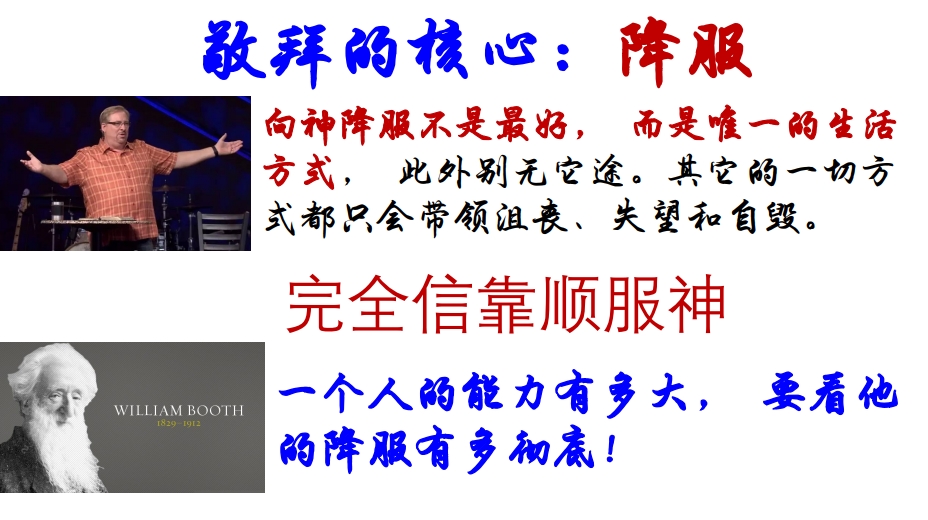 敬拜的核心：降服
向神降服不是最好， 而是唯一的生活
方式， 此外别无它途。其它的一切方
式都只会带领沮丧、失望和自毁。
完全信靠顺服神
WILLIAM BOOTH
1829-1912
一个人的能力有多大， 要看他
的降服有多彻底！